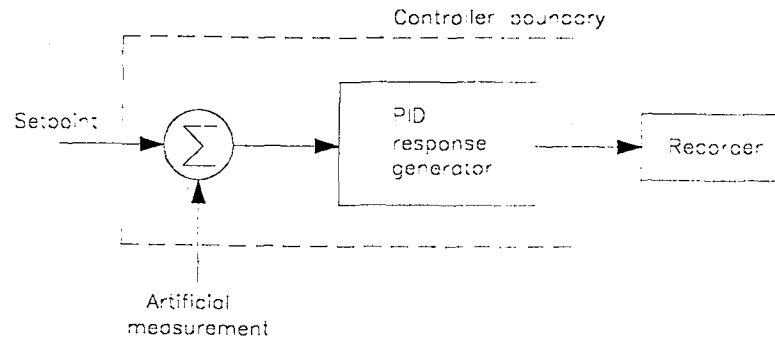 Controller boundary
Setpoint
Σ
PID
response
generator
Recorder
Artificial
measurement